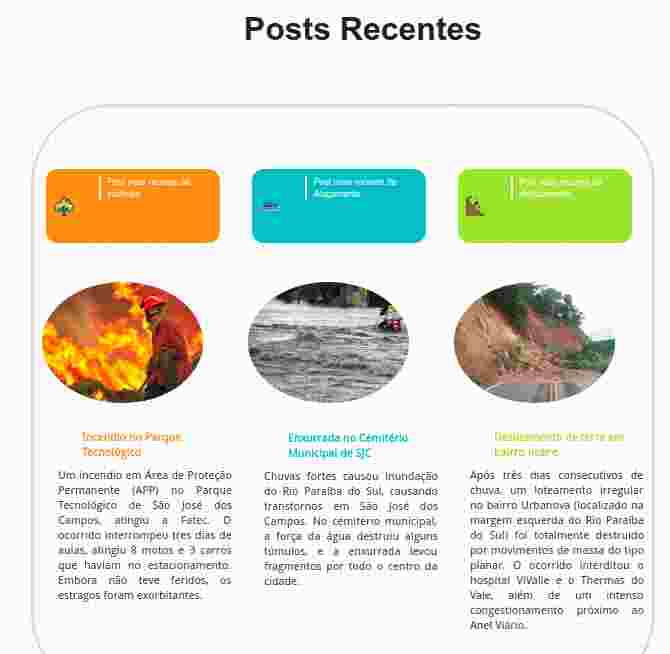 Posts Recentes
Post mais recente de
Incêndio
Post mais recente de
Alagamento
Post mais recente de
deslizamento
Incendio no Parque
Tecnológico
Um incendio em Área de Proteção
Permanente (APP) no Parque
Tecnológico de São José dos
Campos, atingiu a Fatec. O
ocorrido interrompeu tres dias de
aulas, atingiu 8 motos e 3 carros
que haviam no estacionamento.
Embora não teve feridos, os
estragos foram exorbitantes.
Enxurrada no Cémitério
Municipal de SJC
Chuvas fortes causou inundação
do Rio Paraíba do Sul, causando
transtornos em São José dos
Campos. No cemitério municipal,
a força da água destruiu alguns
túmulos, e a enxurrada levou
fragmentos por todo o centro da
cidade.
Deslizamento de terra em
bairro nobre
Após três dias consecutivos de
chuva, um loteamento irregular
no bairro Urbanova (localizado na
margem esquerda do Rio Paraíba
do Sul) foi totalmente destruido
por movimentos de massa do tipo
planar. O ocorrido interditou o
hospital ViValle e o Thermas do
Vale, além de um intenso
congestionamento próximo ao
Anel Viário.